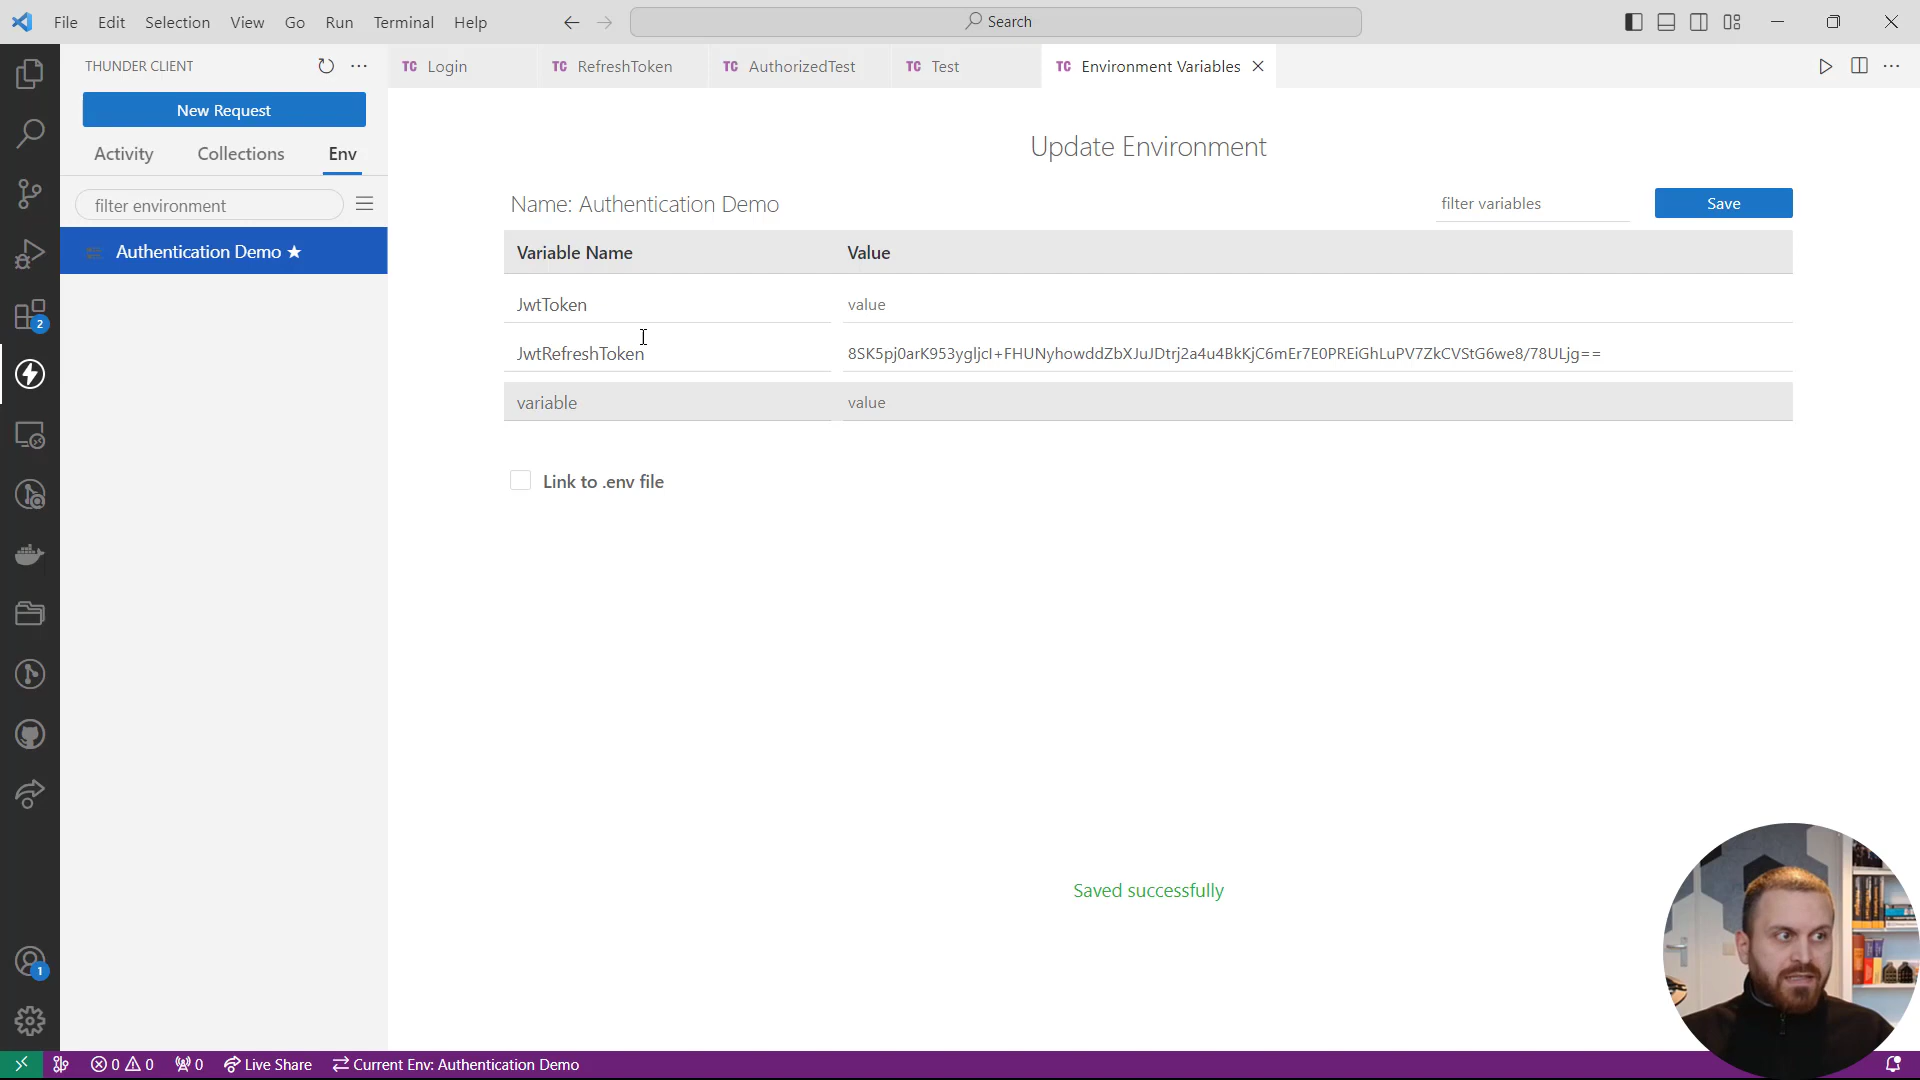 File Edit Selection View Go Run Terminal Help
Search
THUNDER CLIENT
New Request
Activity Collections Env
filter environment
Authentication Demo ★
TC Login
TC RefreshToken
TC AuthorizedTest
TC Test
TC Environment Variables
Update Environment
Name: Authentication Demo
filter variables
Save
Variable Name Value
JwtToken value
JwtRefreshToken 8SK5pj0arK953ygljcI+FHUNyhowddZbXJuJDtrj2a4u4BkKjC6mEr7E0PREiGhLuPV7ZkCVStG6we8/78ULjg==
variable value
Link to .env file
Saved successfully
2
1
0 0 0 Live Share Current Env: Authentication Demo